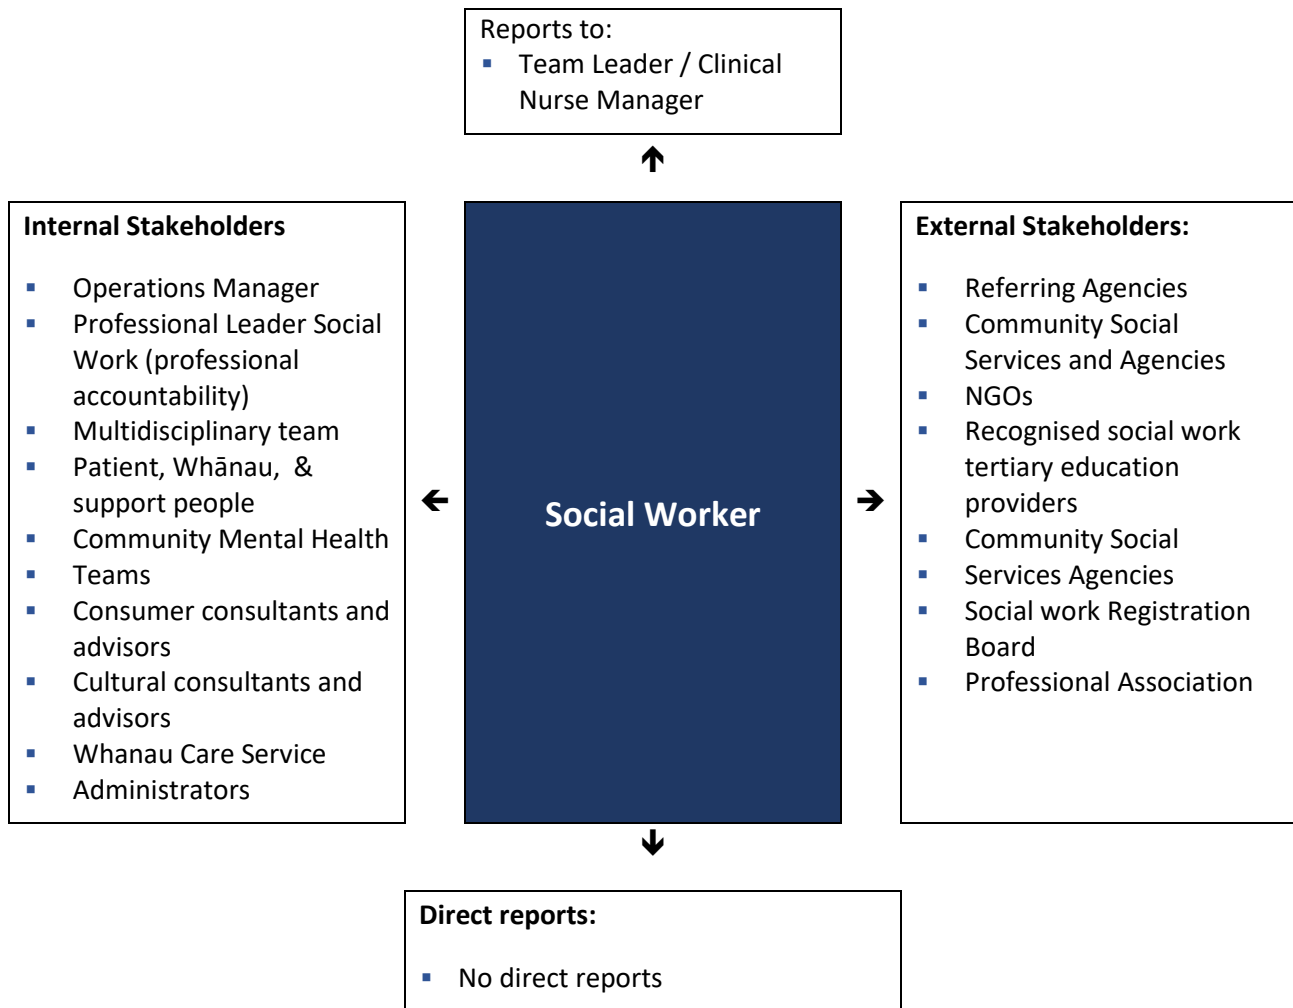 Reports to:
▪ Team Leader / Clinical
Nurse Manager
Internal Stakeholders
▪ Operations Manager
▪ Professional Leader Social
Work (professional
accountability)
▪ Multidisciplinary team
▪ Patient, Whānau, &
support people
▪ Community Mental Health
▪ Teams
▪ Consumer consultants and
advisors
▪ Cultural consultants and
advisors
▪ Whanau Care Service
▪ Administrators
Social Worker
External Stakeholders:
▪ Referring Agencies
▪ Community Social
Services and Agencies
▪ NGOs
▪ Recognised social work
tertiary education
providers
▪ Community Social
▪ Services Agencies
▪ Social work Registration
Board
▪ Professional Association
Direct reports:
▪ No direct reports